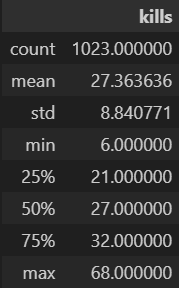 kills
count 1023.000000
mean 27.363636
std 8.840771
min 6.000000
25% 21.000000
50% 27.000000
75% 32.000000
max 68.000000